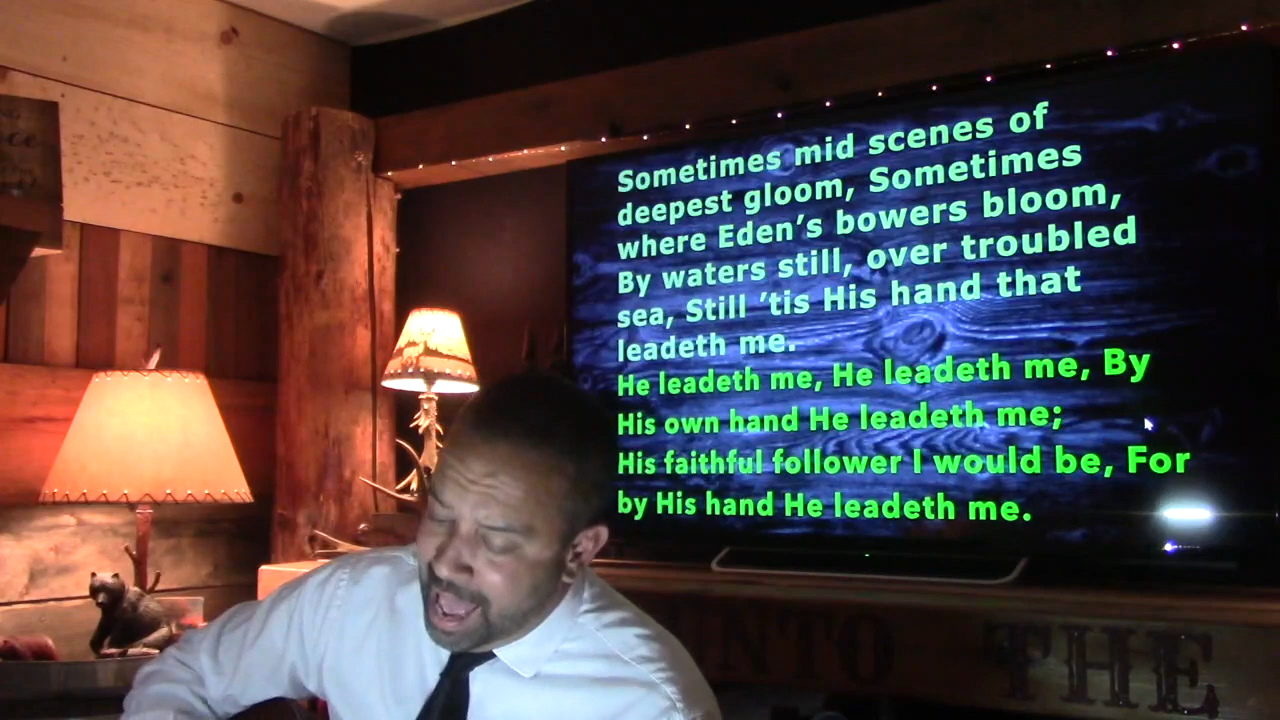 Sometimes mid scenes of
deepest gloom, Sometimes
where Eden's bowers bloom,
By waters still, over troubled
sea, Still 'tis His hand that
leadeth me.
He leadeth me, He leadeth me, By
His own hand He leadeth me;
His faithful follower I would be, For
by His hand He leadeth me.
INTO THE